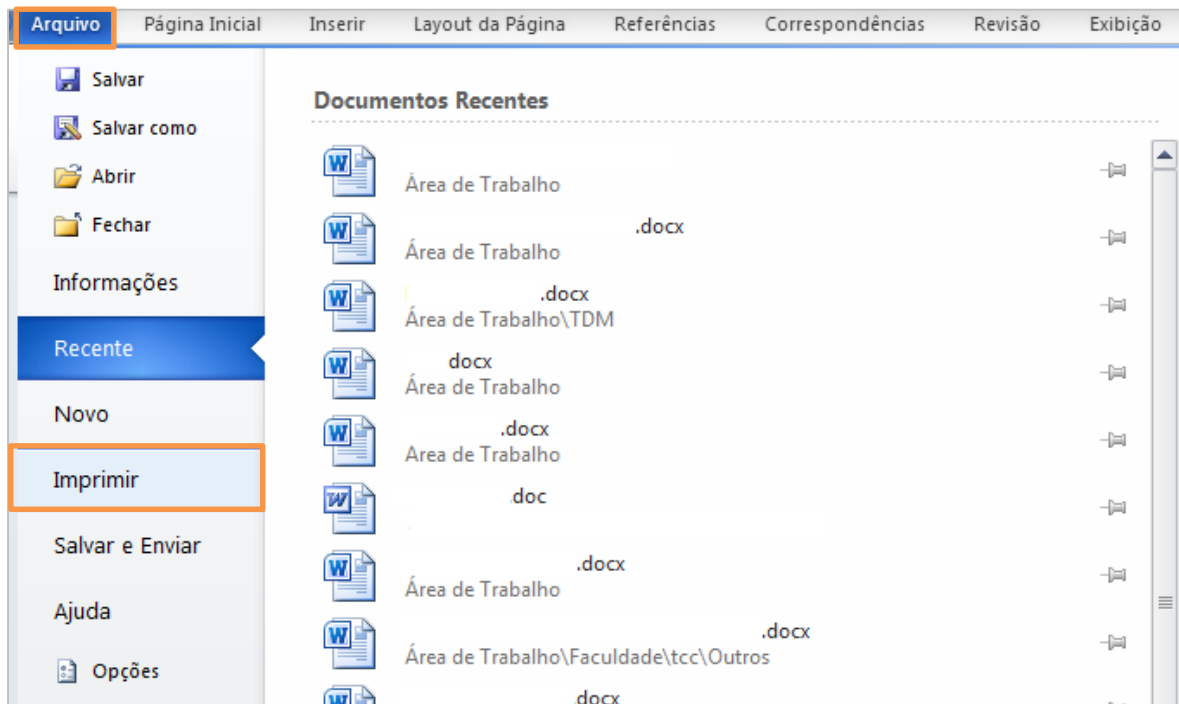 Arquivo Página Inicial Inserir Layout da Página Referências Correspondências Revisão Exibição
Salvar
Salvar como
Abrir
Fechar
Informações
Recente
Novo
Imprimir
Salvar e Enviar
Ajuda
Opções
Documentos Recentes
Área de Trabalho
.docx
Área de Trabalho
.docx
Área de Trabalho\TDM
docx
Área de Trabalho
.docx
Area de Trabalho
.doc
.docx
Área de Trabalho
.docx
Área de Trabalho\Faculdade\tcc\Outros
.docx